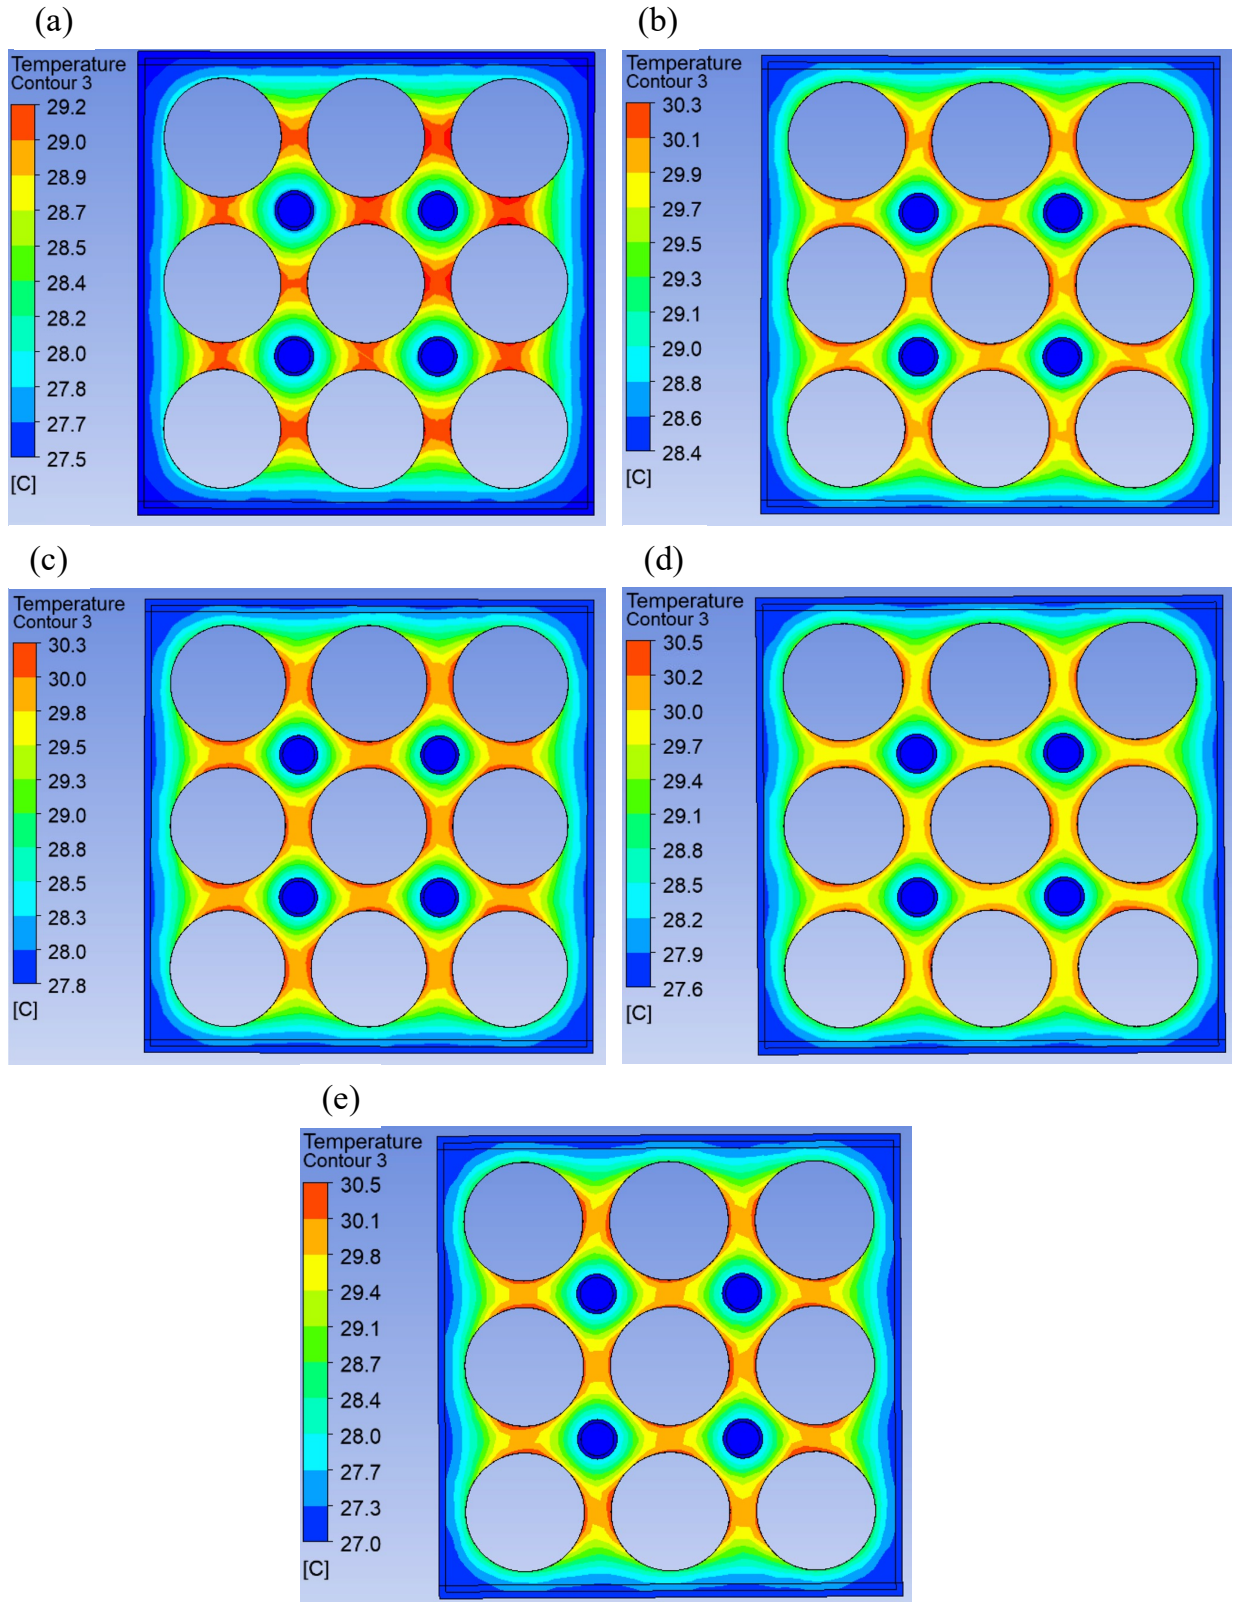 (a)
Temperature
Contour 3
29.2
29.0
28.9
28.7
28.5
28.4
28.2
28.0
27.8
27.7
27.5
[C]
(b)
Temperature
Contour 3
30.3
30.1
29.9
29.7
29.5
29.3
29.1
29.0
28.8
28.6
28.4
[C]
(c)
Temperature
Contour 3
30.3
30.0
29.8
29.5
29.3
29.0
28.8
28.5
28.3
28.0
27.8
[C]
(d)
Temperature
Contour 3
30.5
30.2
30.0
29.7
29.4
29.1
28.8
28.5
28.2
27.9
27.6
[C]
(e)
Temperature
Contour 3
30.5
30.1
29.8
29.4
29.1
28.7
28.4
28.0
27.7
27.3
27.0
[C]